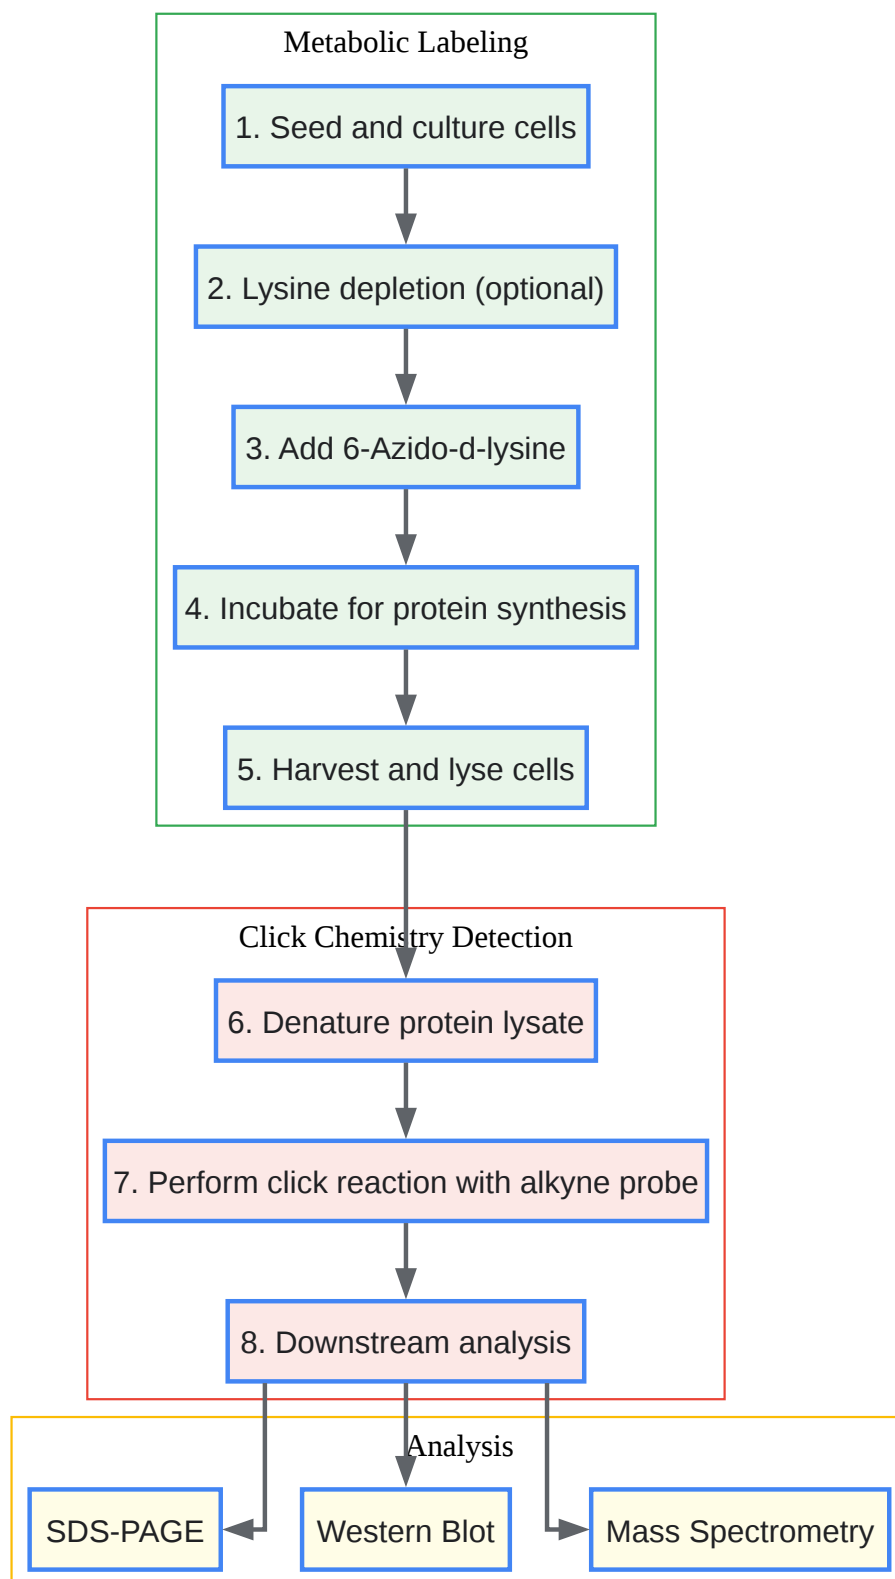 Metabolic Labeling
1. Seed and culture cells
2. Lysine depletion (optional)
3. Add 6-Azido-d-lysine
4. Incubate for protein synthesis
5. Harvest and lyse cells
Click Chemistry Detection
6. Denature protein lysate
7. Perform click reaction with alkyne probe
8. Downstream analysis
Analysis
SDS-PAGE
Western Blot
Mass Spectrometry